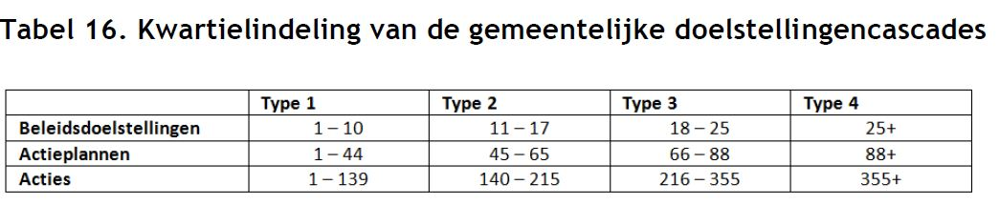 Tabel 16. Kwartielindeling van de gemeentelijke doelstellingencascades
Type 1 Type 2 Type 3 Type 4
Beleidsdoelstellingen 1 – 10 11 – 17 18 – 25 25+
Actieplannen 1 – 44 45 – 65 66 – 88 88+
Acties 1 – 139 140 – 215 216 – 355 355+